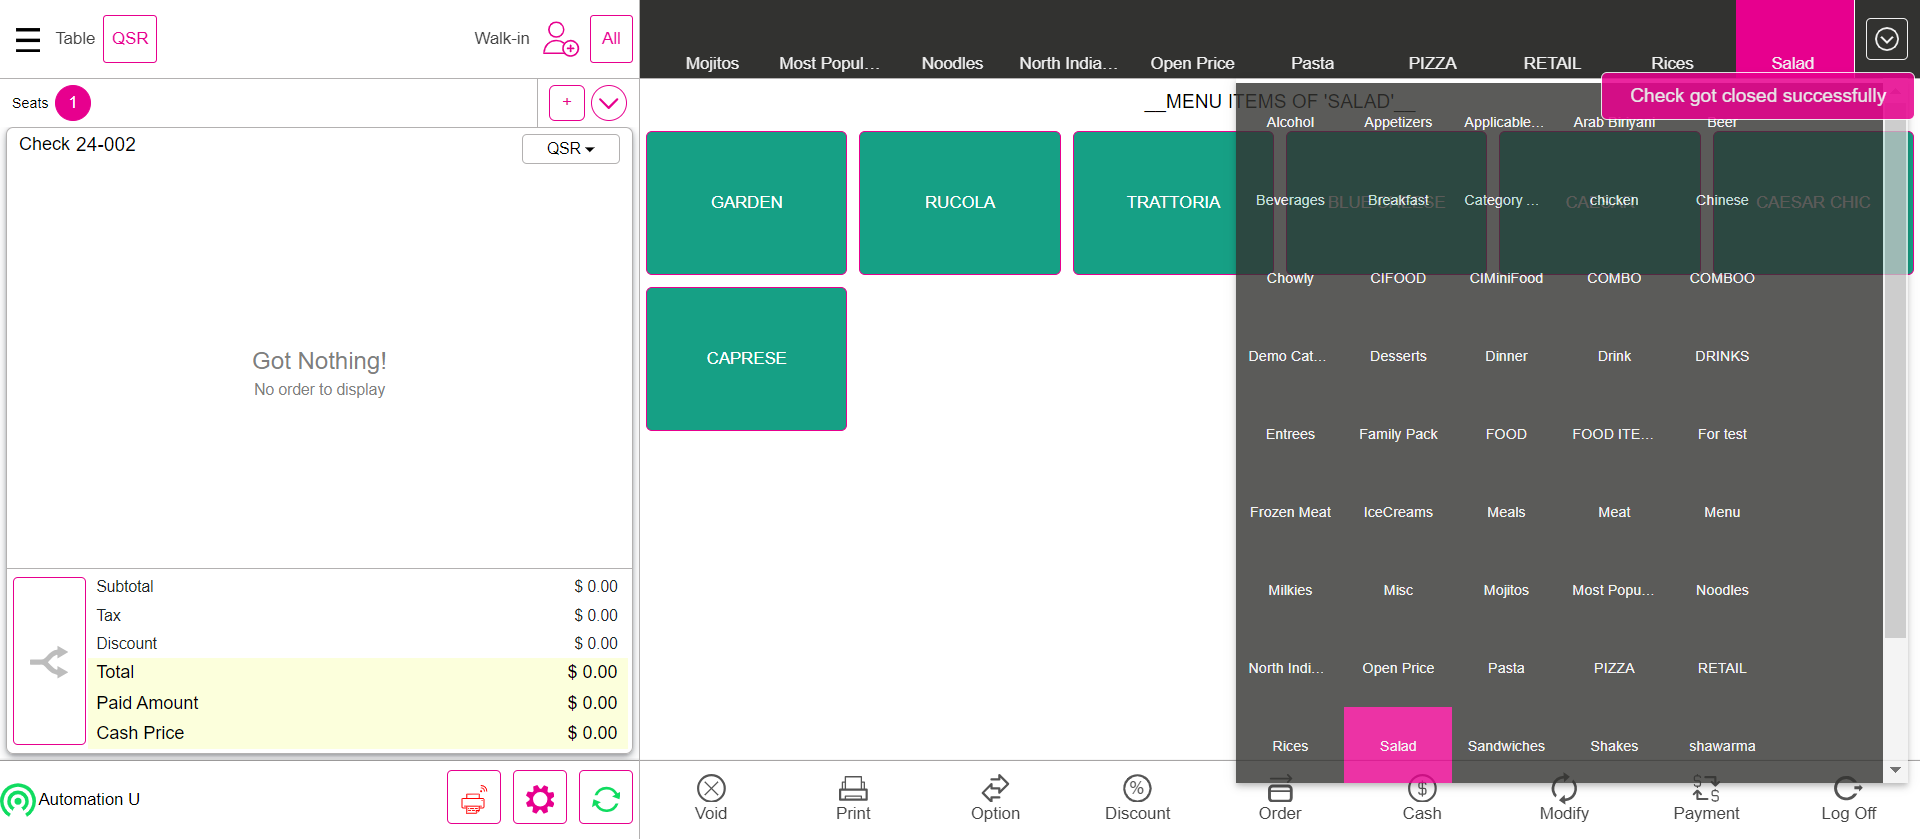 Table QSR Walk-in All
Mojitos Most Popul... Noodles North India... Open Price Pasta PIZZA RETAIL Rices Salad
Check got closed successfully
Seats 1 +
__MENU ITEMS OF 'SALAD'__
Check 24-002 QSR
GARDEN RUCOLA TRATTORIA CAESAR CHIC
CAPRESE
Got Nothing!
No order to display
Alcohol Appetizers Applicable... Arab Biriyani Beer
Beverages Breakfast Category ... chicken Chinese
Chowly CIFOOD CIMiniFood COMBO COMBOO
Demo Cat... Desserts Dinner Drink DRINKS
Entrees Family Pack FOOD FOOD ITE... For test
Frozen Meat IceCreams Meals Meat Menu
Milkies Misc Mojitos Most Popu... Noodles
North Indi... Open Price Pasta PIZZA RETAIL
Rices Salad Sandwiches Shakes shawarma
Subtotal $ 0.00
Tax $ 0.00
Discount $ 0.00
Total $ 0.00
Paid Amount $ 0.00
Cash Price $ 0.00
Automation U
Void Print Option Discount Order Cash Modify Payment Log Off